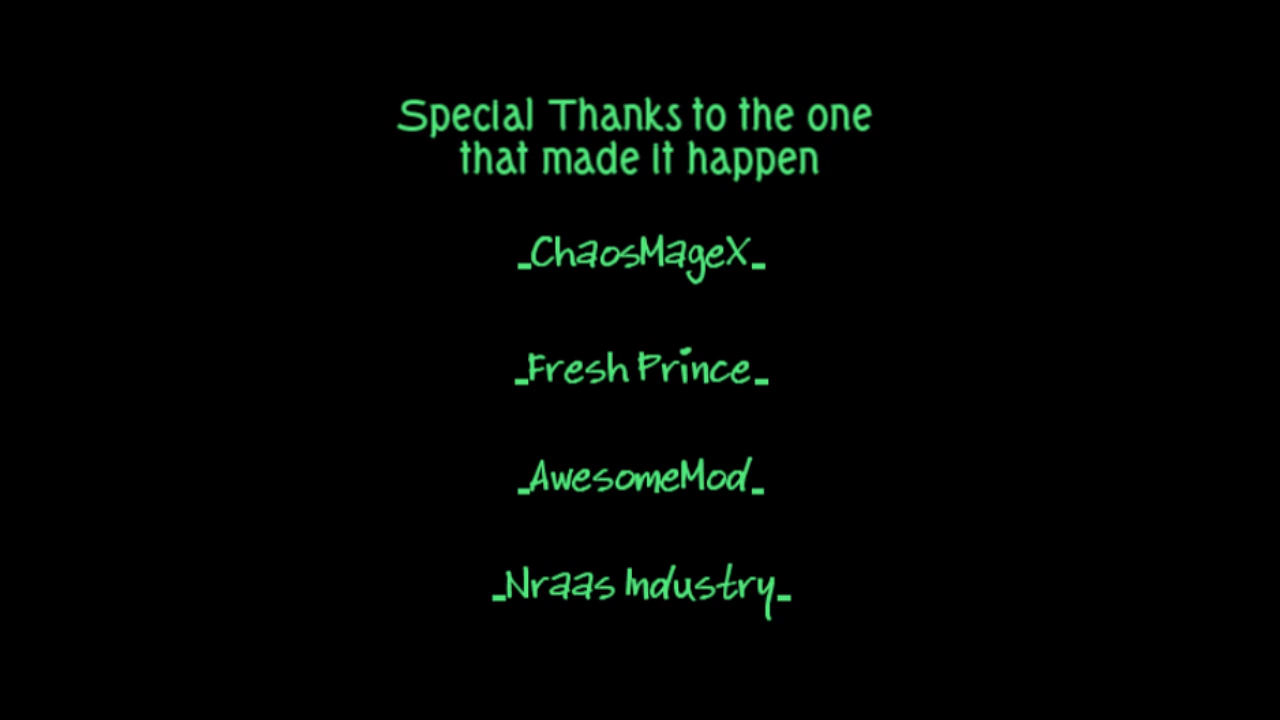 Special Thanks to the one
that made it happen
_ChaosMageX_
_Fresh Prince_
_AwesomeMod_
_Nraas Industry_